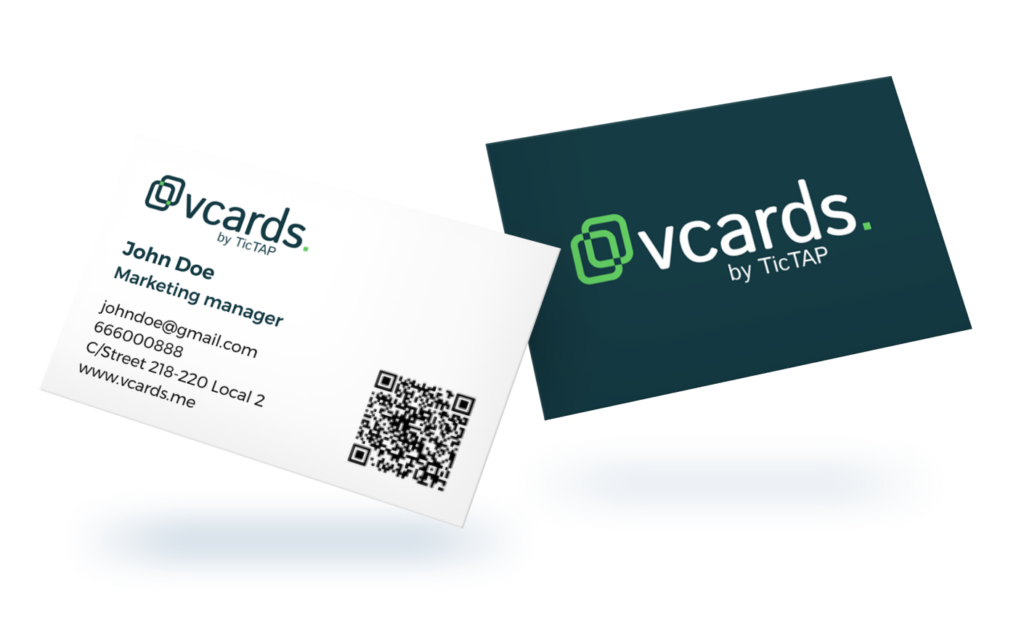 vcards.
by TicTAP
John Doe
Marketing manager
johndoe@gmail.com
666000888
C/Street 218-220 Local 2
www.vcards.me
vcards.
by TicTAP